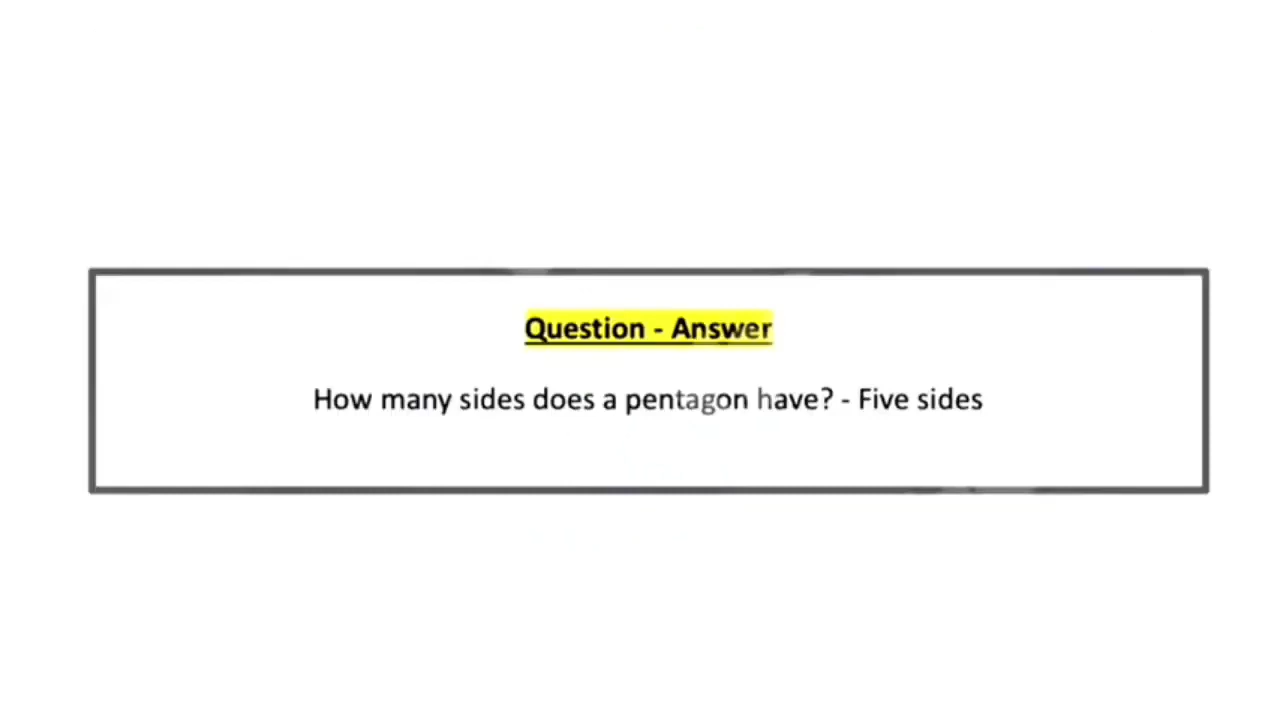 Question - Answer
How many sides does a pentagon have? - Five sides